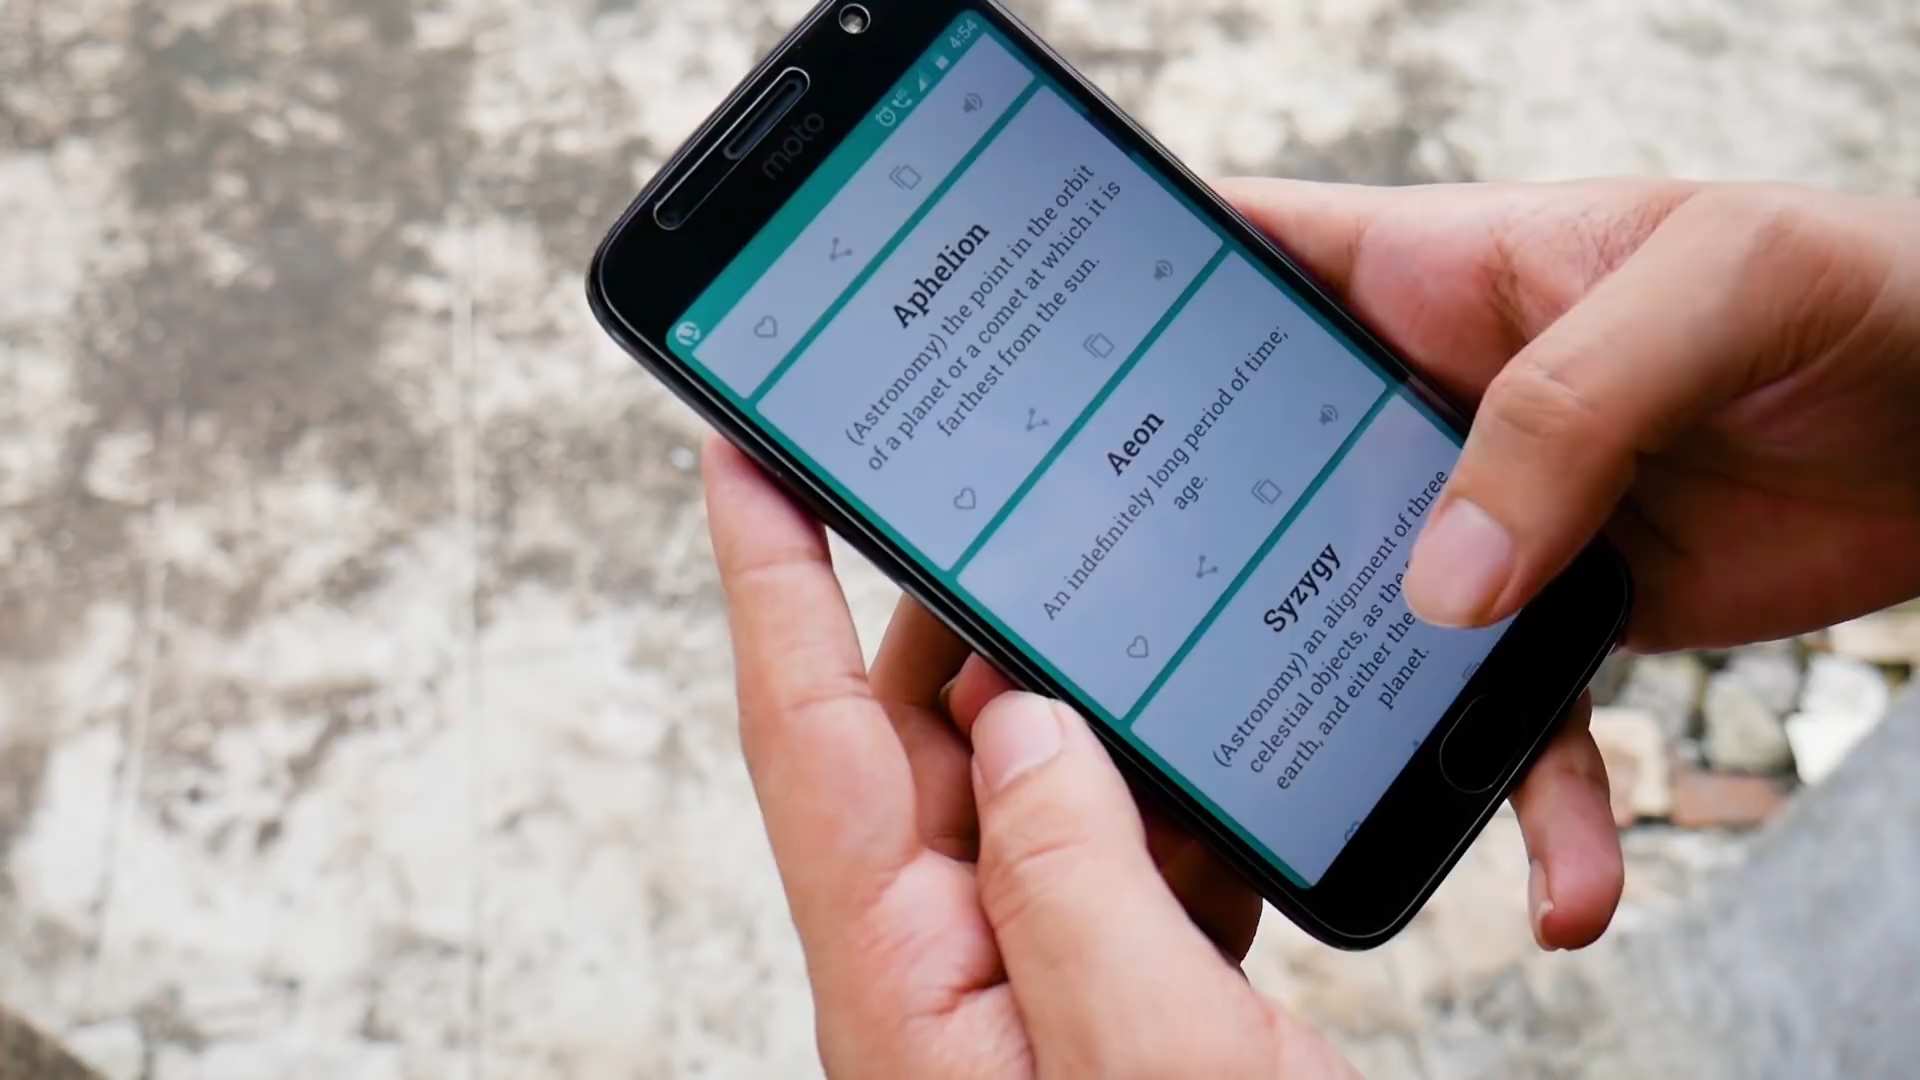 4:54
moto
Aphelion
(Astronomy) the point in the orbit
of a planet or a comet at which it is
farthest from the sun.
Aeon
An indefinitely long period of time;
age.
Syzygy
(Astronomy) an alignment of three
celestial objects, as the
earth, and either the
planet.